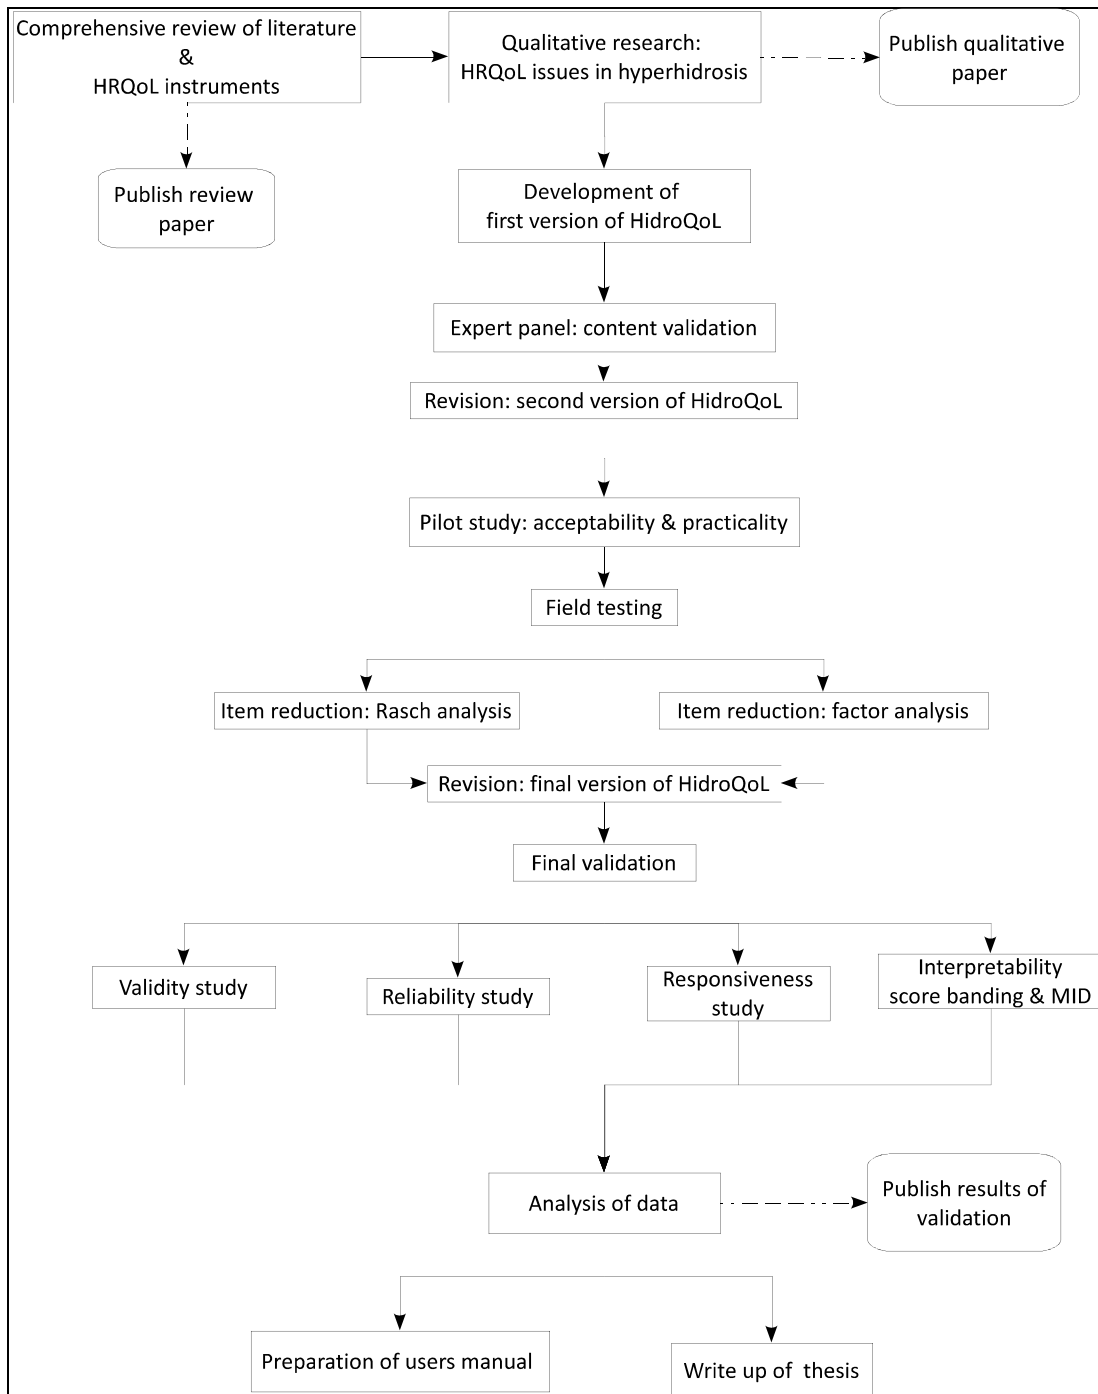 Comprehensive review of literature
&
HRQoL instruments
Qualitative research:
HRQoL issues in hyperhidrosis
Publish qualitative
paper
Publish review
paper
Development of
first version of HidroQoL
Expert panel: content validation
Revision: second version of HidroQoL
Pilot study: acceptability & practicality
Field testing
Item reduction: Rasch analysis
Item reduction: factor analysis
Revision: final version of HidroQoL
Final validation
Validity study
Reliability study
Responsiveness
study
Interpretability
score banding & MID
Analysis of data
Publish results of
validation
Preparation of users manual
Write up of thesis